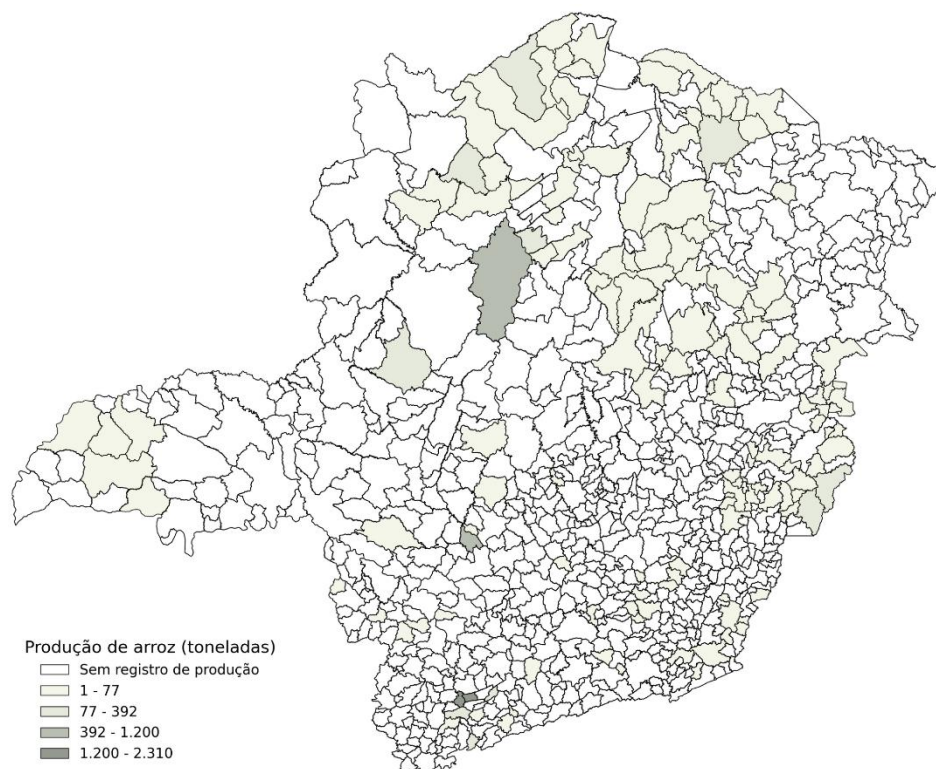 Produção de arroz (toneladas)
Sem registro de produção
1 - 77
77 - 392
392 - 1.200
1.200 - 2.310